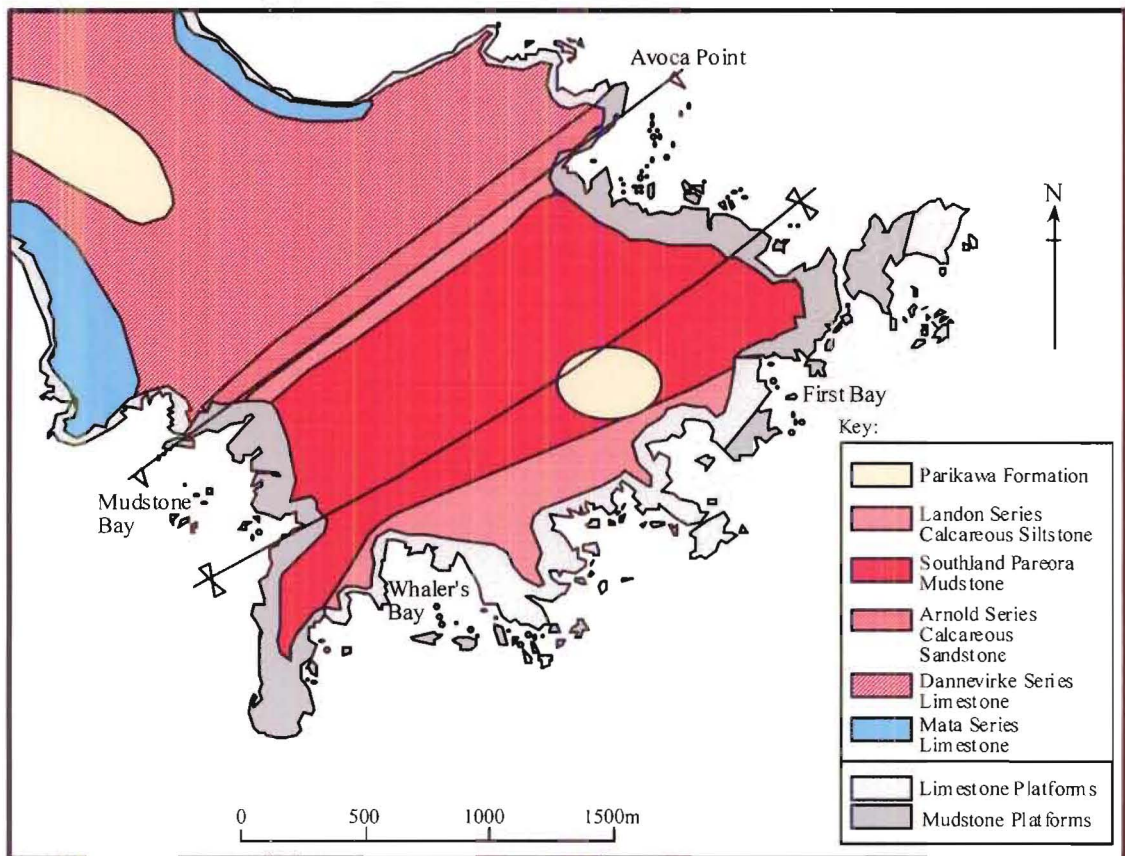 Avoca Point
N
First Bay
Mudstone
Bay
Whaler's
Bay
Key:
Parikawa Formation
Landon Series
Calcareous Siltstone
Southland Pareora
Mudstone
Arnold Series
Calcareous
Sandstone
Dannevirke Series
Limestone
Mata Series
Limestone
Limestone Platforms
Mudstone Platforms
0 500 1000 1500m